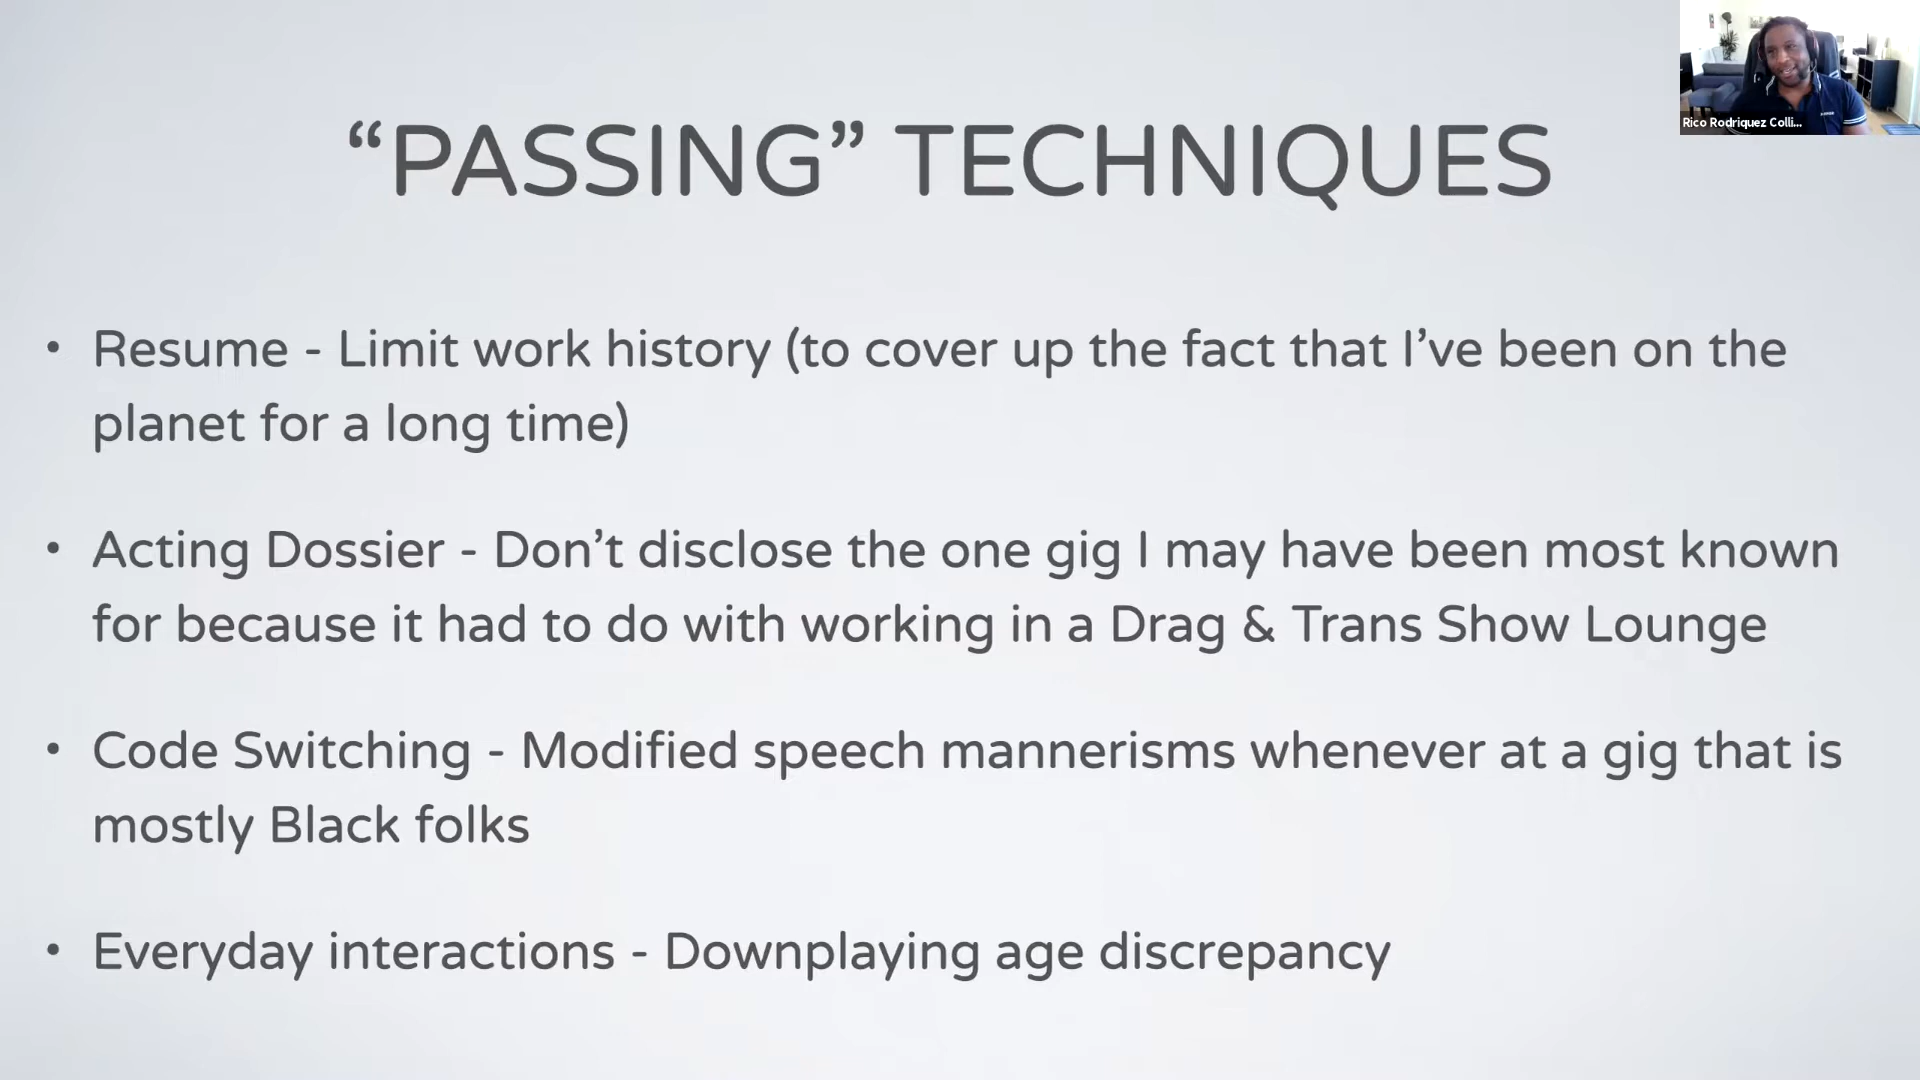 Rico Rodriquez Colli...
“PASSING” TECHNIQUES
• Resume - Limit work history (to cover up the fact that I’ve been on the
planet for a long time)
• Acting Dossier - Don’t disclose the one gig I may have been most known
for because it had to do with working in a Drag & Trans Show Lounge
• Code Switching - Modified speech mannerisms whenever at a gig that is
mostly Black folks
• Everyday interactions - Downplaying age discrepancy